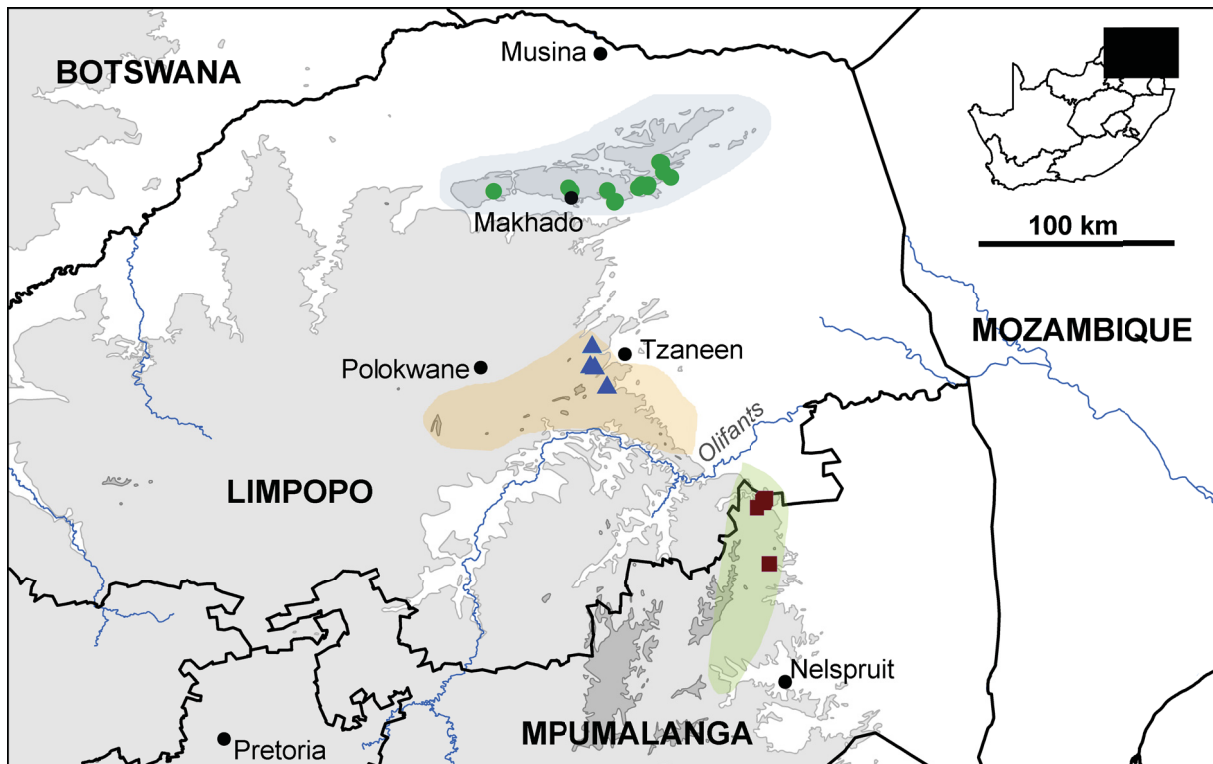 Musina
BOTSWANA
Makhado
100 km
MOZAMBIQUE
Tzaneen
Polokwane
Olifants
LIMPOPO
Nelspruit
MPUMALANGA
Pretoria